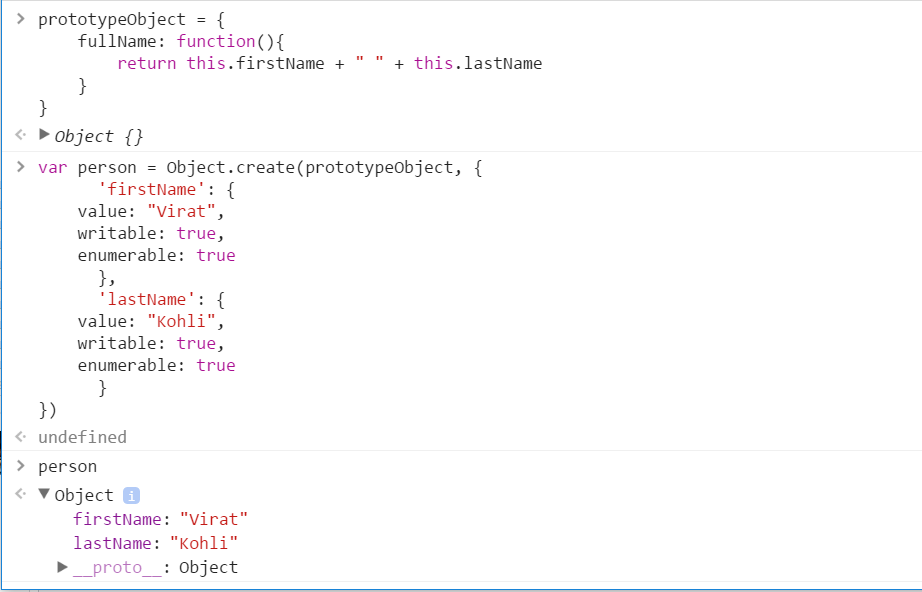 > prototypeObject = {
fullName: function(){
return this.firstName + " " + this.lastName
}
}
Object {}
> var person = Object.create(prototypeObject, {
'firstName': {
value: "Virat",
writable: true,
enumerable: true
},
'lastName': {
value: "Kohli",
writable: true,
enumerable: true
}
})
undefined
> person
Object i
firstName: "Virat"
lastName: "Kohli"
__proto__: Object